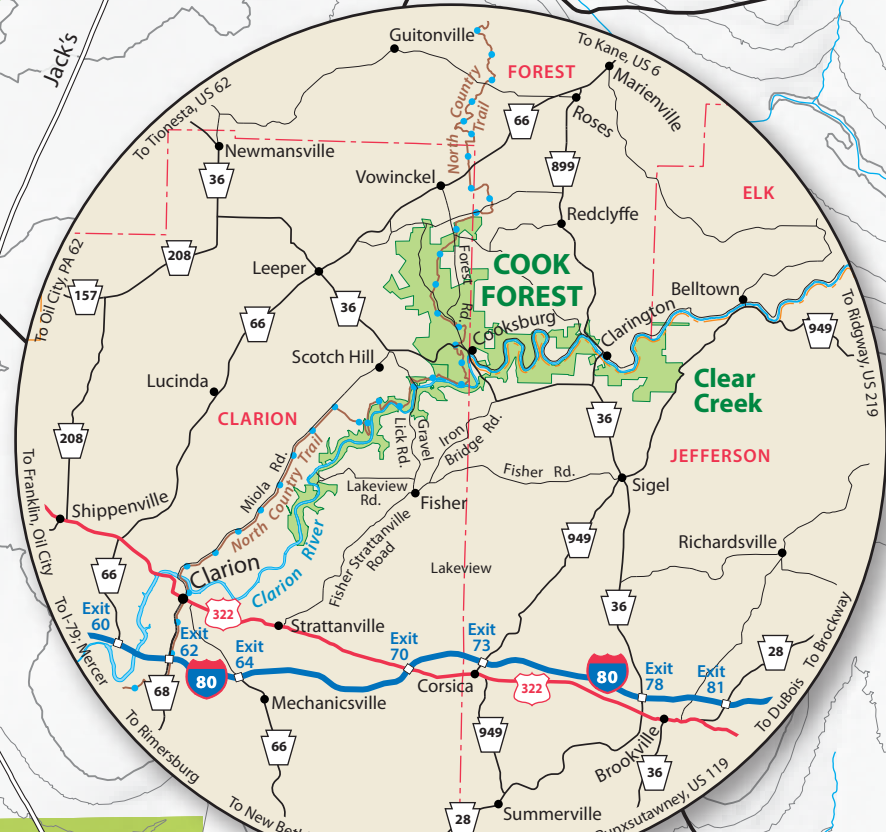 Jack's
Guitonville
To Kane, US 6
FOREST
Marienville
North Country
Trail
To Tionesta, US 62
66
Roses
Newmansville
36
Vowinckel
899
ELK
Redclyffe
208
Leeper
Forest Rd.
COOK
FOREST
To Oil City, PA 62
157
36
66
Cooksburg
Clarington
Belltown
949
To Ridgway, US 219
Scotch Hill
Lucinda
Clear
Creek
CLARION
36
208
Gravel
Lick Rd.
Iron
Bridge Rd.
JEFFERSON
Miola Rd.
North Country Trail
Lakeview
Rd.
Fisher
Fisher Rd.
Sigel
To Franklin, Oil City
Shippenville
949
Fisher Strattanville
Road
Richardsville
Clarion River
Clarion
Lakeview
66
36
322
Strattanville
Exit
60
To I-79; Mercer
Exit
62
Exit
64
Exit
70
Exit
73
28
To Brockway
80
Corsica
80
Exit
78
Exit
81
322
68
Mechanicsville
To DuBois
66
949
Brookville
36
To Rimersburg
To New Beth
28
Summerville
unxsutawney, US 119